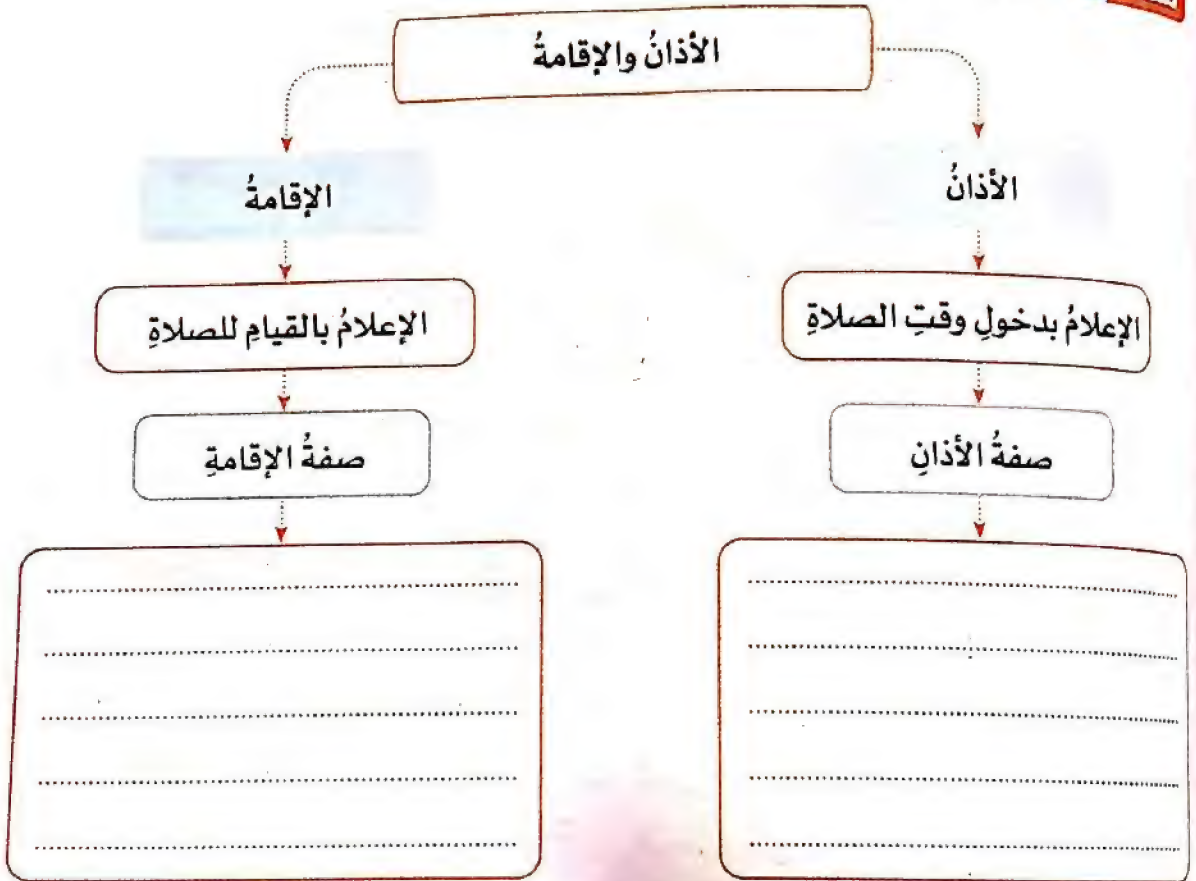 الأذانُ والإقامةُ
الأذانُ
الإقامةُ
الإعلامُ بدخولِ وقتِ الصلاةِ
الإعلامُ بالقيامِ للصلاةِ
صفةُ الأذانِ
صفةُ الإقامةِ